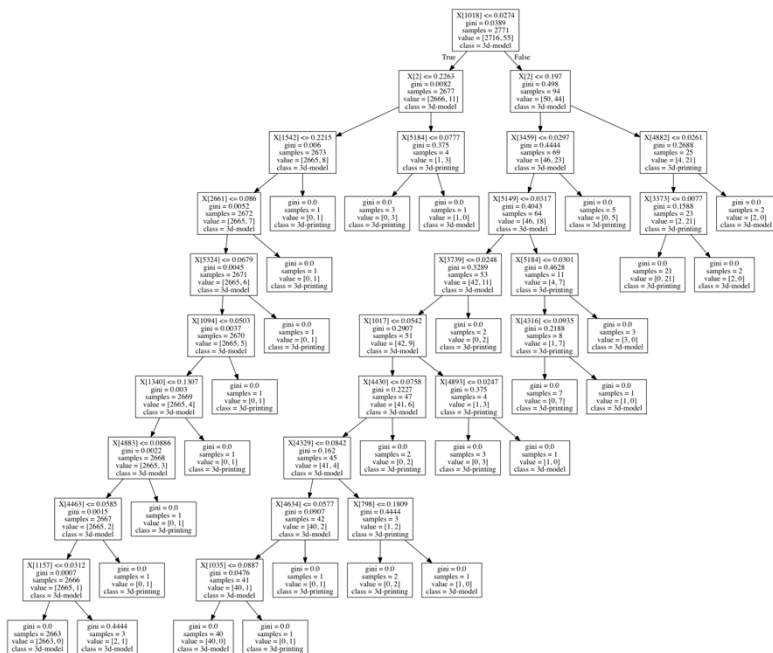 X[1018] <= 0.0274
gini = 0.0389
samples = 2771
value = [2716, 55]
class = 3d-model
True
False
X[2] <= 0.2263
gini = 0.0082
samples = 2677
value = [2666, 11]
class = 3d-model
X[2] <= 0.197
gini = 0.498
samples = 94
value = [50, 44]
class = 3d-model
X[1542] <= 0.2215
gini = 0.006
samples = 2673
value = [2665, 8]
class = 3d-model
X[5184] <= 0.0777
gini = 0.375
samples = 4
value = [1, 3]
class = 3d-printing
X[3459] <= 0.0297
gini = 0.4444
samples = 69
value = [46, 23]
class = 3d-model
X[4882] <= 0.0261
gini = 0.2688
samples = 25
value = [4, 21]
class = 3d-printing
X[2661] <= 0.086
gini = 0.0052
samples = 2672
value = [2665, 7]
class = 3d-model
gini = 0.0
samples = 1
value = [0, 1]
class = 3d-printing
gini = 0.0
samples = 3
value = [0, 3]
class = 3d-printing
gini = 0.0
samples = 1
value = [1, 0]
class = 3d-model
X[5149] <= 0.0317
gini = 0.4043
samples = 64
value = [46, 18]
class = 3d-model
gini = 0.0
samples = 5
value = [0, 5]
class = 3d-printing
X[3373] <= 0.0077
gini = 0.1588
samples = 23
value = [2, 21]
class = 3d-printing
gini = 0.0
samples = 2
value = [2, 0]
class = 3d-model
X[5324] <= 0.0679
gini = 0.0045
samples = 2671
value = [2665, 6]
class = 3d-model
gini = 0.0
samples = 1
value = [0, 1]
class = 3d-printing
X[3739] <= 0.0248
gini = 0.3289
samples = 53
value = [42, 11]
class = 3d-model
X[5184] <= 0.0301
gini = 0.4628
samples = 11
value = [4, 7]
class = 3d-printing
gini = 0.0
samples = 21
value = [0, 21]
class = 3d-printing
gini = 0.0
samples = 2
value = [2, 0]
class = 3d-model
X[1094] <= 0.0503
gini = 0.0037
samples = 2670
value = [2665, 5]
class = 3d-model
gini = 0.0
samples = 1
value = [0, 1]
class = 3d-printing
X[1017] <= 0.0542
gini = 0.2907
samples = 51
value = [42, 9]
class = 3d-model
gini = 0.0
samples = 2
value = [0, 2]
class = 3d-printing
X[4316] <= 0.0935
gini = 0.2188
samples = 8
value = [1, 7]
class = 3d-printing
gini = 0.0
samples = 3
value = [3, 0]
class = 3d-model
X[1340] <= 0.1307
gini = 0.003
samples = 2669
value = [2665, 4]
class = 3d-model
gini = 0.0
samples = 1
value = [0, 1]
class = 3d-printing
X[4430] <= 0.0758
gini = 0.2227
samples = 47
value = [41, 6]
class = 3d-model
X[4893] <= 0.0247
gini = 0.375
samples = 4
value = [1, 3]
class = 3d-printing
gini = 0.0
samples = 7
value = [0, 7]
class = 3d-printing
gini = 0.0
samples = 1
value = [1, 0]
class = 3d-model
X[4883] <= 0.0886
gini = 0.0022
samples = 2668
value = [2665, 3]
class = 3d-model
gini = 0.0
samples = 1
value = [0, 1]
class = 3d-printing
X[4329] <= 0.0842
gini = 0.162
samples = 45
value = [41, 4]
class = 3d-model
gini = 0.0
samples = 2
value = [0, 2]
class = 3d-printing
gini = 0.0
samples = 3
value = [0, 3]
class = 3d-printing
gini = 0.0
samples = 1
value = [1, 0]
class = 3d-model
X[4463] <= 0.0585
gini = 0.0015
samples = 2667
value = [2665, 2]
class = 3d-model
gini = 0.0
samples = 1
value = [0, 1]
class = 3d-printing
X[4634] <= 0.0577
gini = 0.0907
samples = 42
value = [40, 2]
class = 3d-model
X[798] <= 0.1809
gini = 0.4444
samples = 3
value = [1, 2]
class = 3d-printing
X[1157] <= 0.0312
gini = 0.0007
samples = 2666
value = [2665, 1]
class = 3d-model
gini = 0.0
samples = 1
value = [0, 1]
class = 3d-printing
X[1035] <= 0.0887
gini = 0.0476
samples = 41
value = [40, 1]
class = 3d-model
gini = 0.0
samples = 1
value = [0, 1]
class = 3d-printing
gini = 0.0
samples = 2
value = [0, 2]
class = 3d-printing
gini = 0.0
samples = 1
value = [1, 0]
class = 3d-model
gini = 0.0
samples = 2663
value = [2663, 0]
class = 3d-model
gini = 0.4444
samples = 3
value = [2, 1]
class = 3d-model
gini = 0.0
samples = 40
value = [40, 0]
class = 3d-model
gini = 0.0
samples = 1
value = [0, 1]
class = 3d-printing